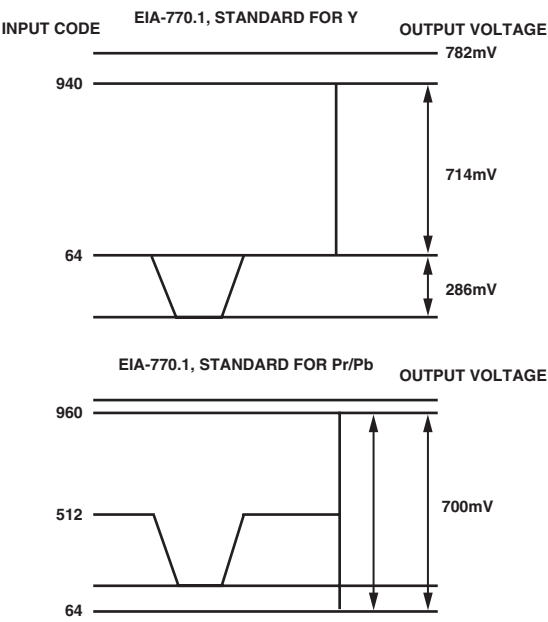 EIA-770.1, STANDARD FOR Y
INPUT CODE
OUTPUT VOLTAGE
782mV
940
714mV
64
286mV
EIA-770.1, STANDARD FOR Pr/Pb
OUTPUT VOLTAGE
960
512
700mV
64